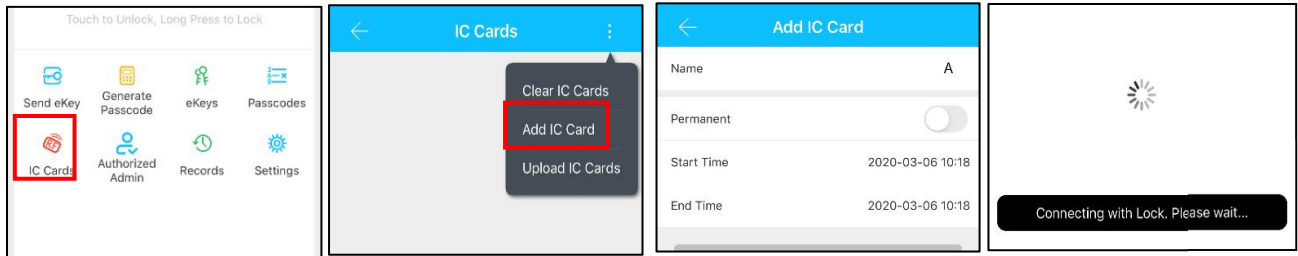 Touch to Unlock, Long Press to Lock
Send eKey
Generate
Passcode
eKeys
Passcodes
RF
IC Cards
Authorized
Admin
Records
Settings
IC Cards
Clear IC Cards
Add IC Card
Upload IC Cards
Add IC Card
Name A
Permanent
Start Time 2020-03-06 10:18
End Time 2020-03-06 10:18
Connecting with Lock. Please wait...